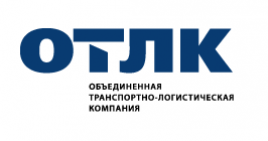 ОТЛК
ОБЪЕДИНЕННАЯ
ТРАНСПОРТНО-ЛОГИСТИЧЕСКАЯ
КОМПАНИЯ